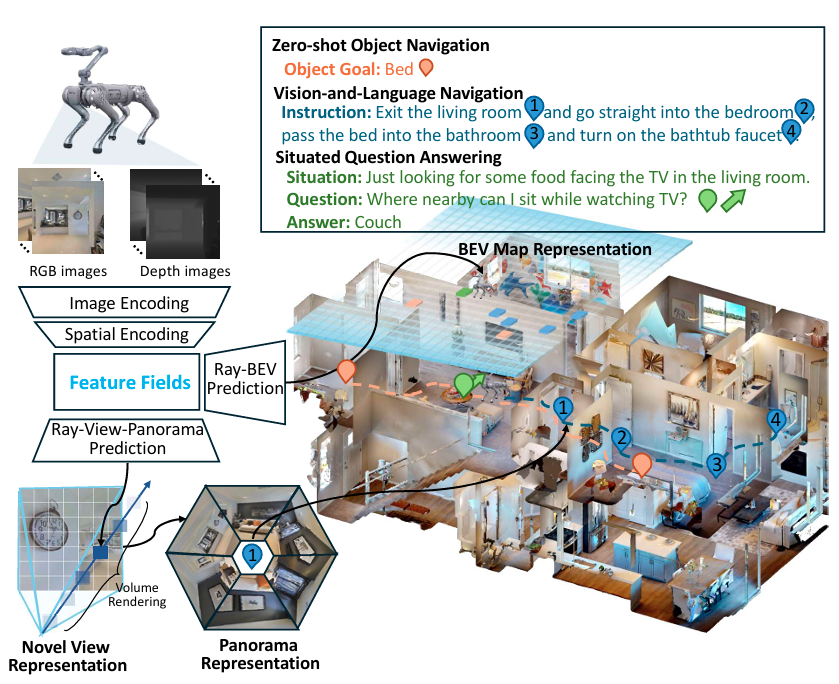 Zero-shot Object Navigation
Object Goal: Bed
Vision-and-Language Navigation
Instruction: Exit the living room 1 and go straight into the bedroom 2,
pass the bed into the bathroom 3 and turn on the bathtub faucet 4.
Situated Question Answering
Situation: Just looking for some food facing the TV in the living room.
Question: Where nearby can I sit while watching TV?
Answer: Couch
RGB images
Depth images
BEV Map Representation
Image Encoding
Spatial Encoding
Feature Fields
Ray-BEV
Prediction
Ray-View-Panorama
Prediction
1
2
3
4
1
Volume
Rendering
Novel View
Representation
Panorama
Representation